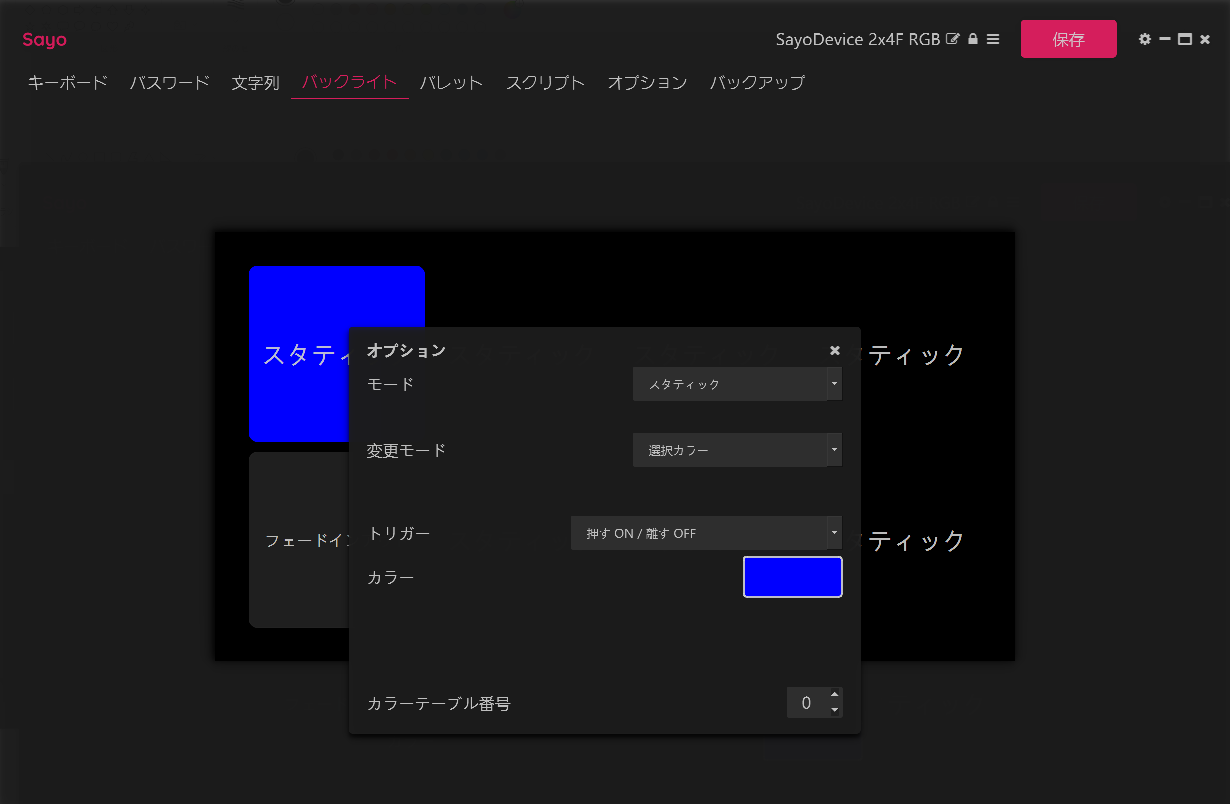 Sayo
SayoDevice 2x4F RGB
保存
キーボード
パスワード
文字列
バックライト
パレット
スクリプト
オプション
バックアップ
スタティ
オプション
ティック
モード
スタティック
変更モード
選択カラー
トリガー
押す ON / 離す OFF
フェードイン
ティック
カラー
カラーテーブル番号
0